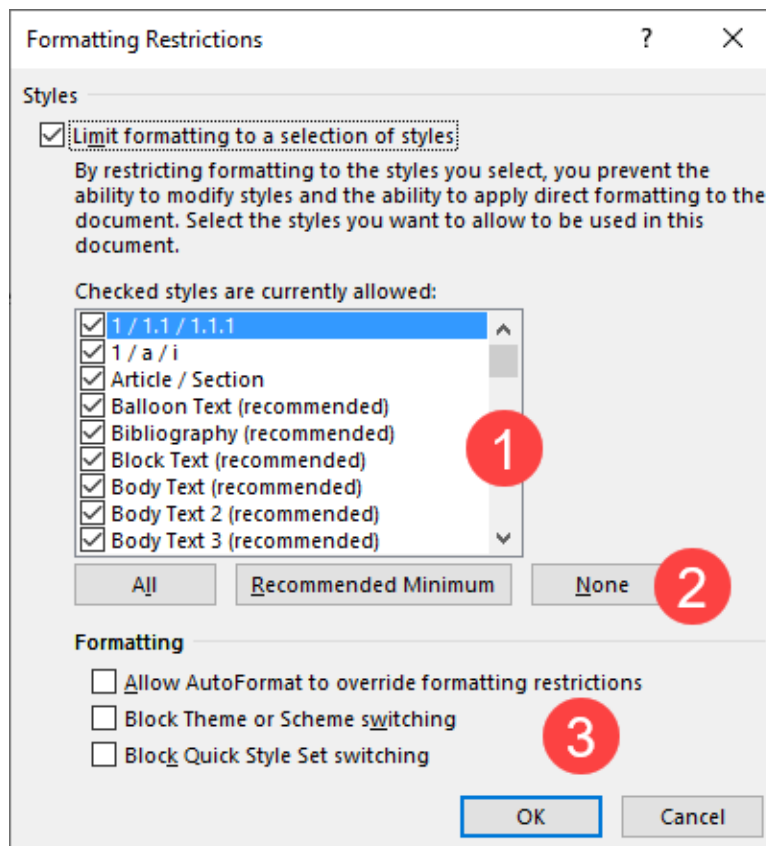 Formatting Restrictions ? ×
Styles
Limit formatting to a selection of styles
By restricting formatting to the styles you select, you prevent the
ability to modify styles and the ability to apply direct formatting to the
document. Select the styles you want to allow to be used in this
document.
Checked styles are currently allowed:
1 / 1.1 / 1.1.1
1 / a / i
Article / Section
Balloon Text (recommended)
Bibliography (recommended)
Block Text (recommended)
Body Text (recommended)
Body Text 2 (recommended)
Body Text 3 (recommended)
1
All Recommended Minimum None
2
Formatting
Allow AutoFormat to override formatting restrictions
Block Theme or Scheme switching
Block Quick Style Set switching
3
OK Cancel